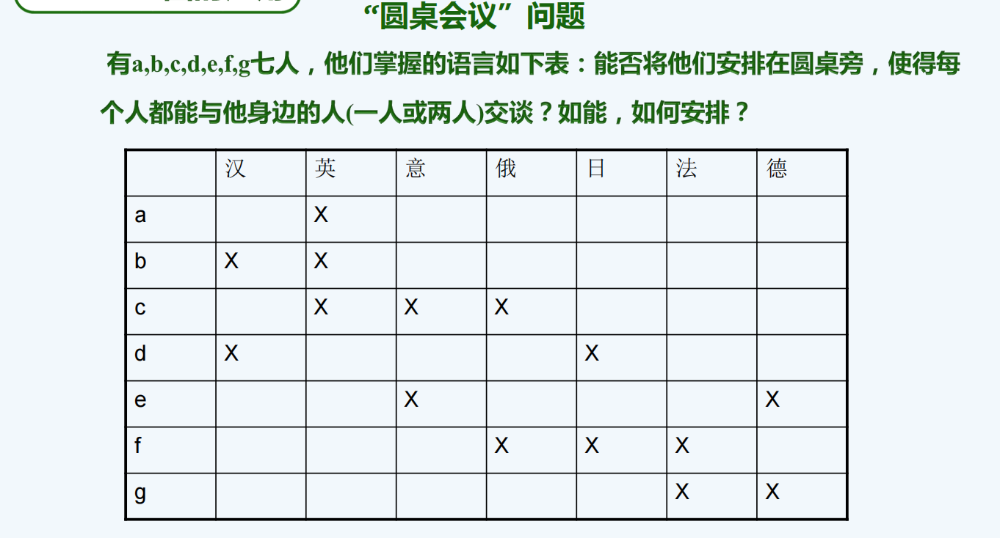 “圆桌会议”问题
有a,b,c,d,e,f,g七人，他们掌握的语言如下表：能否将他们安排在圆桌旁，使得每
个人都能与他身边的人(一人或两人)交谈？如能，如何安排？
汉 英 意 俄 日 法 德
a X
b X X
c X X X
d X X
e X X
f X X X
g X X